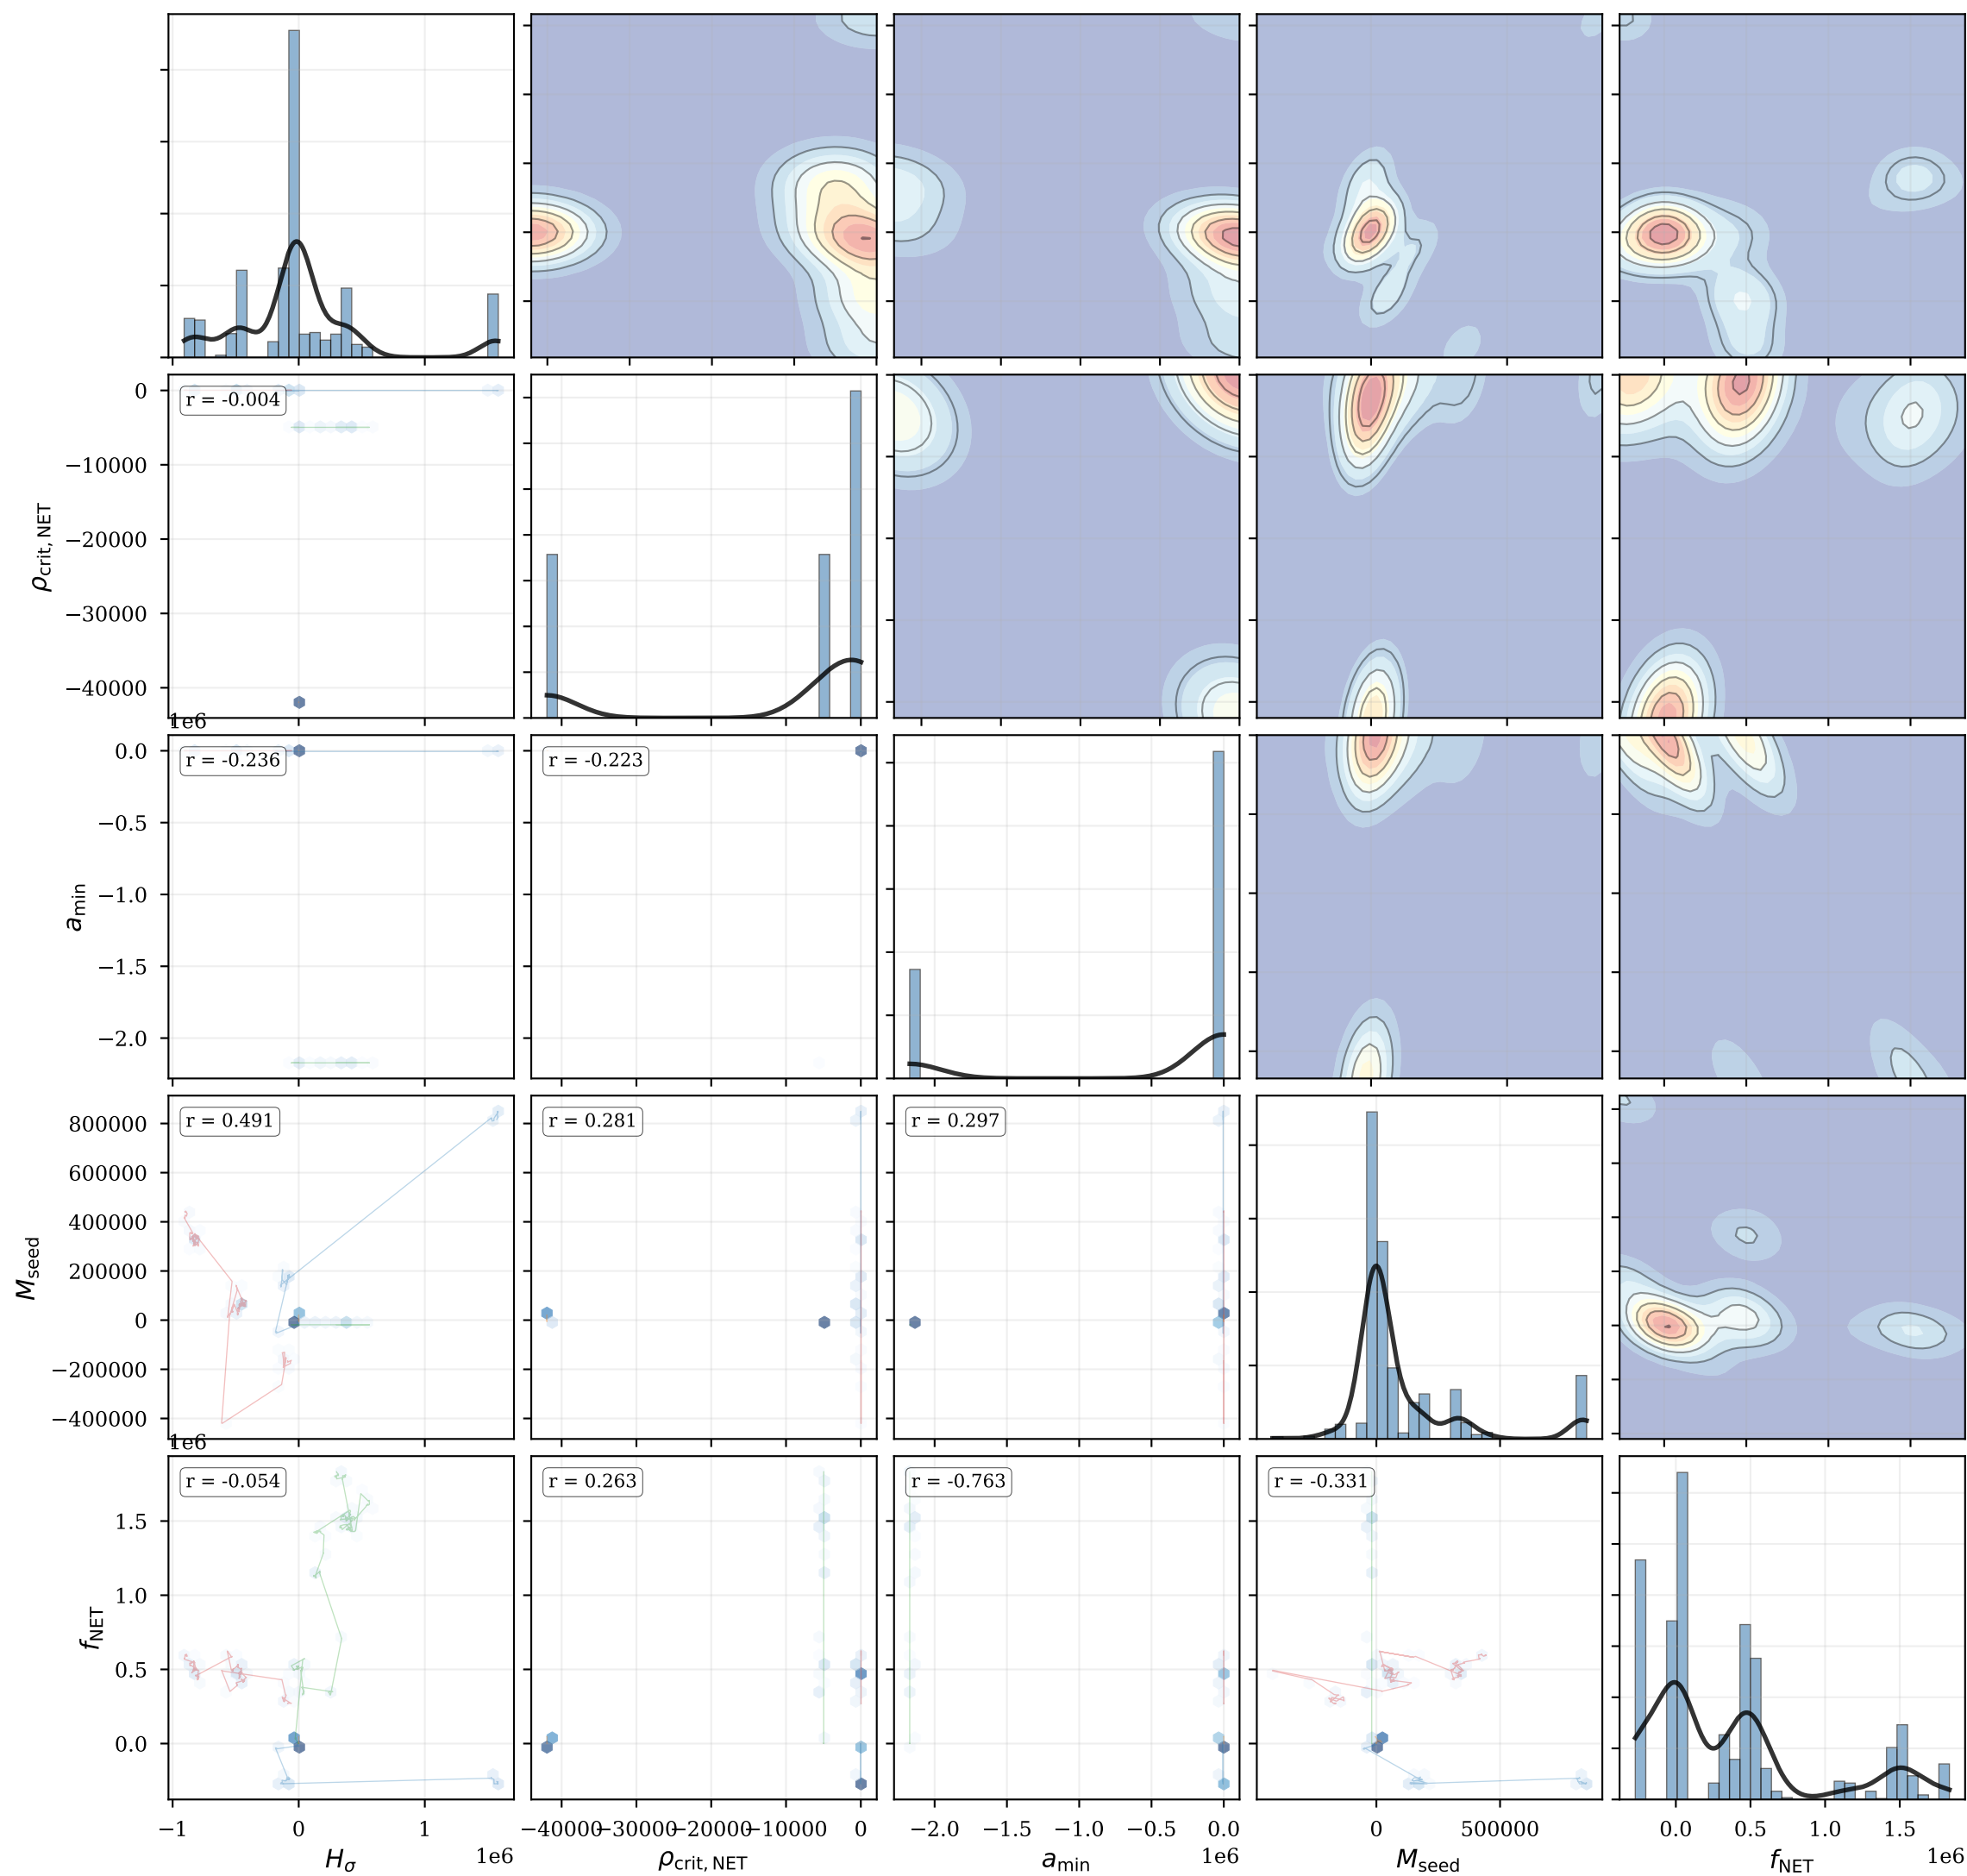 0
r = -0.004
−10000
−20000
ρcrit, NET
−30000
−40000
1e6
0.0
r = -0.236
r = -0.223
−0.5
−1.0
amin
−1.5
−2.0
800000
r = 0.491
r = 0.281
r = 0.297
600000
400000
200000
Mseed
0
−200000
−400000
1e6
r = -0.054
r = 0.263
r = -0.763
r = -0.331
1.5
1.0
fNET
0.5
0.0
−1 0 1 −40000 −30000 −20000 −10000 0 −2.0 −1.5 −1.0 −0.5 0.0 0 500000 0.0 0.5 1.0 1.5
Hσ 1e6 ρcrit, NET amin 1e6 Mseed fNET 1e6